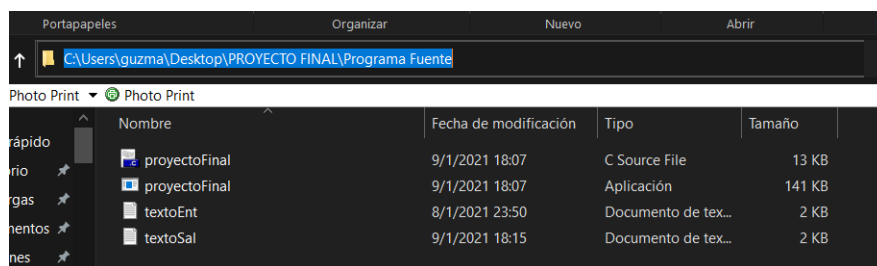 Portapapeles Organizar Nuevo Abrir
C:\Users\guzma\Desktop\PROYECTO FINAL\Programa Fuente
Photo Print Photo Print
Nombre Fecha de modificación Tipo Tamaño
rápido
proyectoFinal 9/1/2021 18:07 C Source File 13 KB
rio
proyectoFinal 9/1/2021 18:07 Aplicación 141 KB
rgas
textoEnt 8/1/2021 23:50 Documento de tex... 2 KB
mentos
textoSal 9/1/2021 18:15 Documento de tex... 2 KB
nes